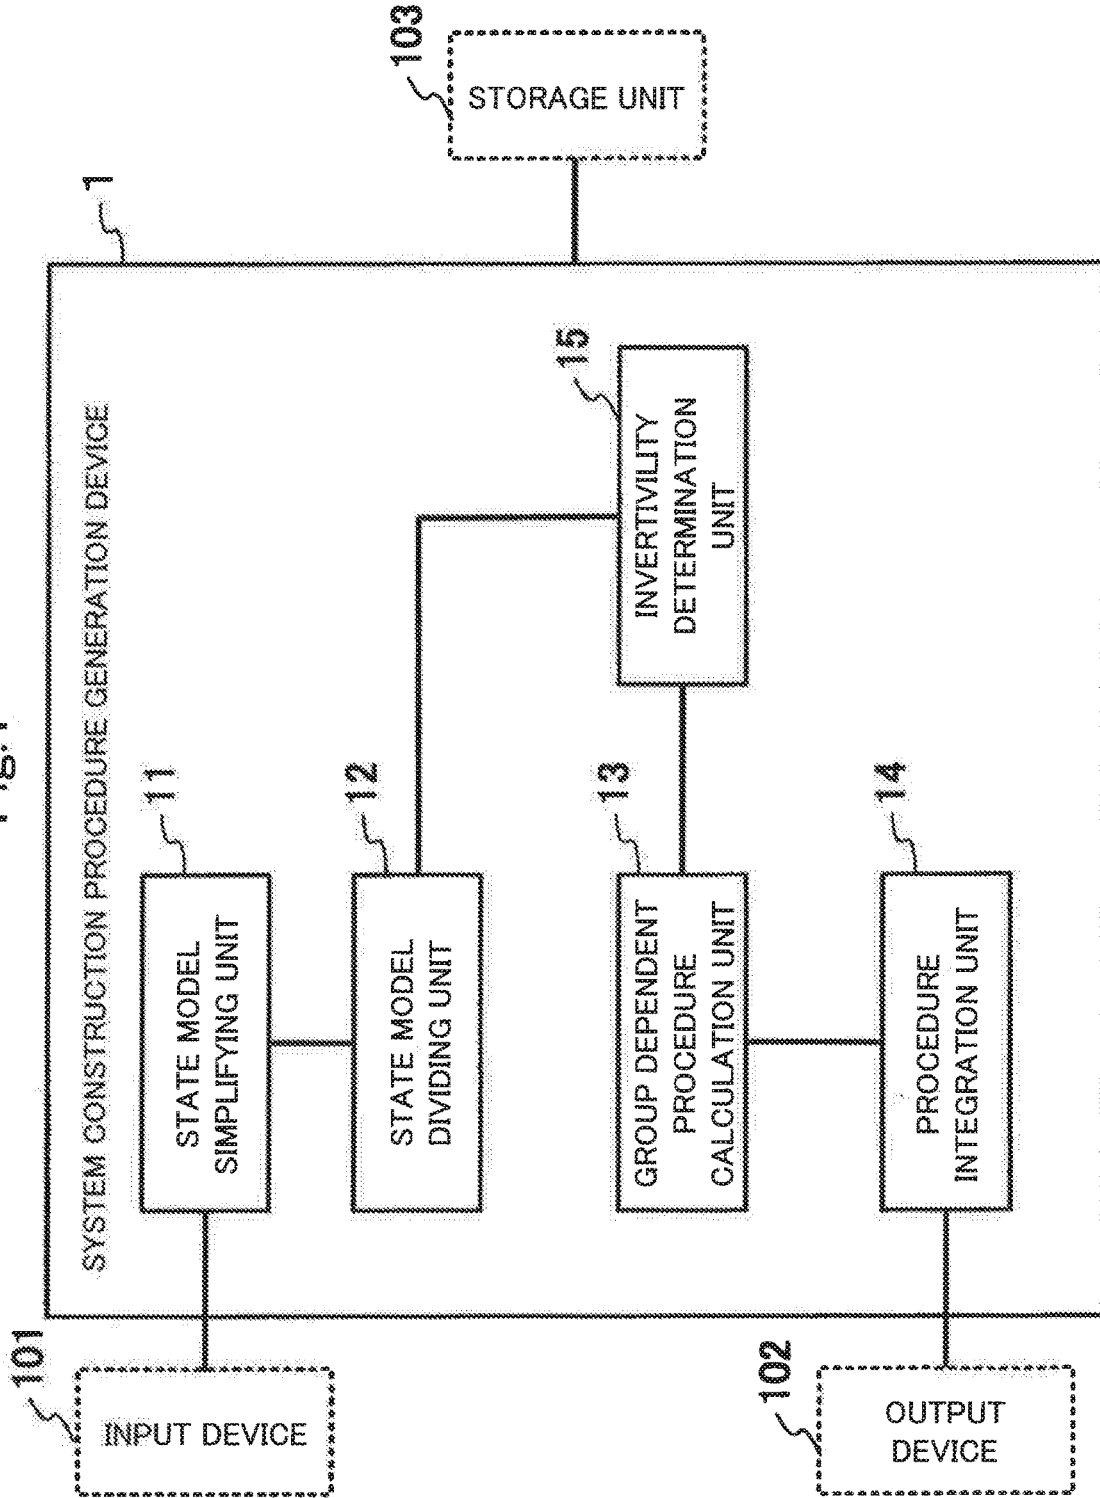 1
SYSTEM CONSTRUCTION PROCEDURE GENERATION DEVICE
101
INPUT DEVICE
11
STATE MODEL
SIMPLIFYING UNIT
12
STATE MODEL
DIVIDING UNIT
15
INVERTIVILITY
DETERMINATION
UNIT
103
STORAGE UNIT
13
GROUP DEPENDENT
PROCEDURE
CALCULATION UNIT
14
PROCEDURE
INTEGRATION UNIT
102
OUTPUT
DEVICE